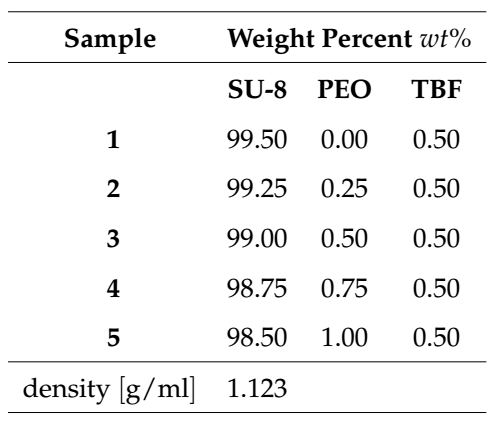 Sample Weight Percent wt%
SU-8 PEO TBF
1 99.50 0.00 0.50
2 99.25 0.25 0.50
3 99.00 0.50 0.50
4 98.75 0.75 0.50
5 98.50 1.00 0.50
density [g/ml] 1.123